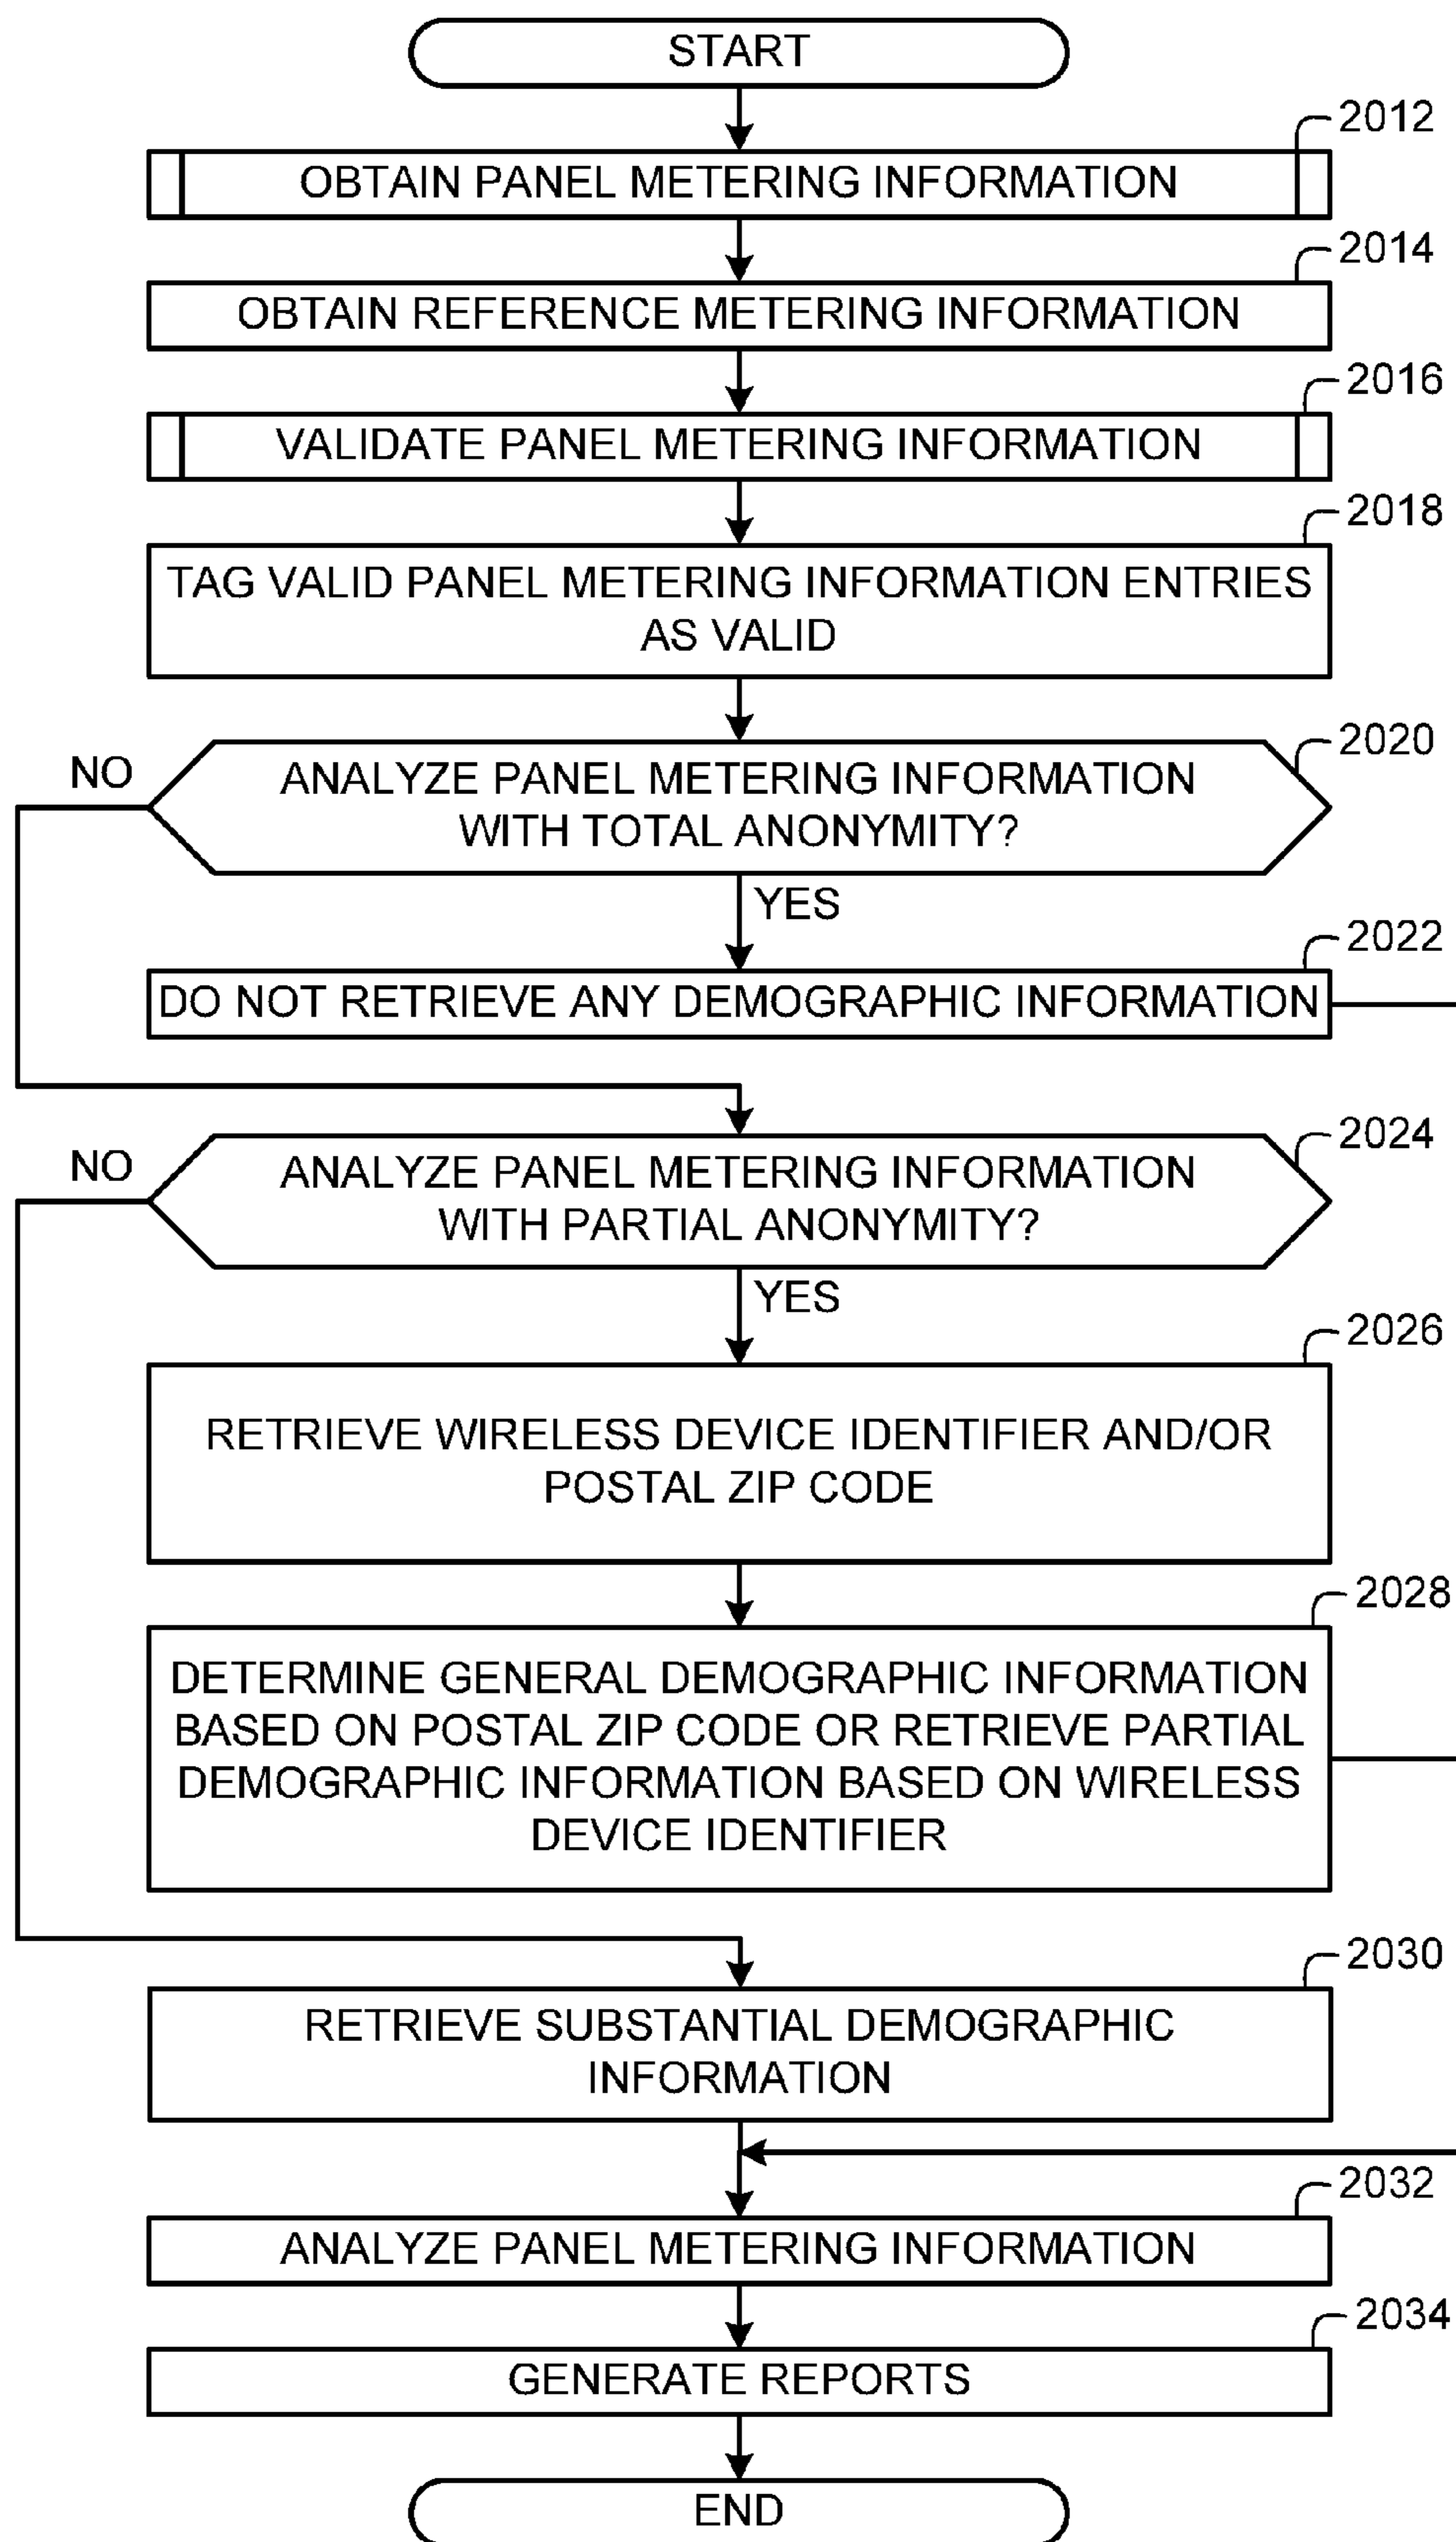 START
2012
OBTAIN PANEL METERING INFORMATION
2014
OBTAIN REFERENCE METERING INFORMATION
2016
VALIDATE PANEL METERING INFORMATION
2018
TAG VALID PANEL METERING INFORMATION ENTRIES
AS VALID
2020
NO
ANALYZE PANEL METERING INFORMATION
WITH TOTAL ANONYMITY?
YES
2022
DO NOT RETRIEVE ANY DEMOGRAPHIC INFORMATION
2024
NO
ANALYZE PANEL METERING INFORMATION
WITH PARTIAL ANONYMITY?
YES
2026
RETRIEVE WIRELESS DEVICE IDENTIFIER AND/OR
POSTAL ZIP CODE
2028
DETERMINE GENERAL DEMOGRAPHIC INFORMATION
BASED ON POSTAL ZIP CODE OR RETRIEVE PARTIAL
DEMOGRAPHIC INFORMATION BASED ON WIRELESS
DEVICE IDENTIFIER
2030
RETRIEVE SUBSTANTIAL DEMOGRAPHIC
INFORMATION
2032
ANALYZE PANEL METERING INFORMATION
2034
GENERATE REPORTS
END